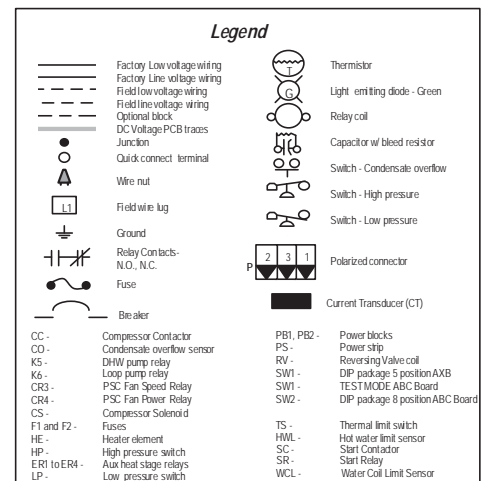 Legend
Factory Low voltage wiring
Factory Line voltage wiring
Field low voltage wiring
Field line voltage wiring
Optional block
DC Voltage PCB traces
Junction
Quick connect terminal
Wire nut
L1 Field wire lug
Ground
Relay Contacts-
N.O., N.C.
Fuse
Breaker
T Thermistor
G Light emitting diode - Green
Relay coil
Capacitor w/ bleed resistor
Switch - Condensate overflow
Switch - High pressure
Switch - Low pressure
P 2 3 1 Polarized connector
Current Transducer (CT)
CC - Compressor Contactor
CO - Condensate overflow sensor
K5 - DHW pump relay
K6 - Loop pump relay
CR3 - PSC Fan Speed Relay
CR4 - PSC Fan Power Relay
CS - Compressor Solenoid
F1 and F2 - Fuses
HE - Heater element
HP - High pressure switch
ER1 to ER4 - Aux heat stage relays
LP - Low pressure switch
PB1, PB2 - Power blocks
PS - Power strip
RV - Reversing Valve coil
SW1 - DIP package 5 position AXB
SW1 - TEST MODE ABC Board
SW2 - DIP package 8 position ABC Board
TS - Thermal limit switch
HWL - Hot water limit sensor
SC - Start Contactor
SR - Start Relay
WCL - Water Coil Limit Sensor